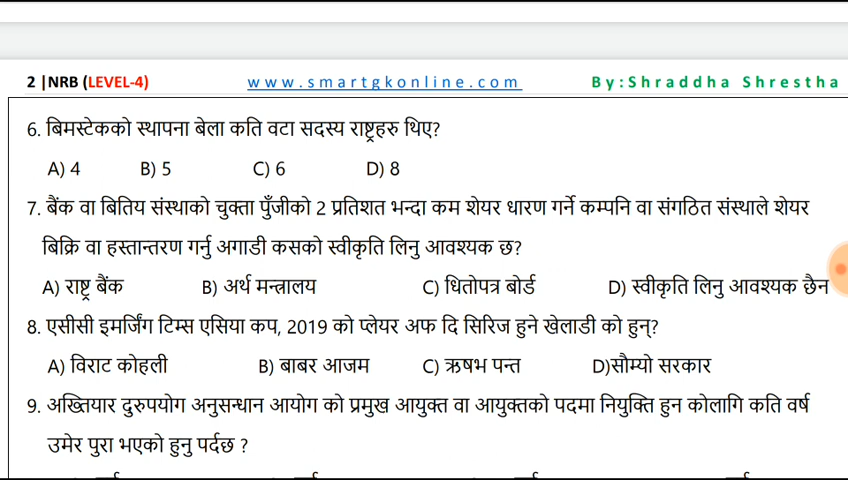 2 |NRB (LEVEL-4) www.smartgkonline.com By:Shraddha Shrestha
6. बिमस्टेकको स्थापना बेला कति वटा सदस्य राष्ट्रहरु थिए?
A) 4 B) 5 C) 6 D) 8
7. बैंक वा बितिय संस्थाको चुक्ता पुँजीको 2 प्रतिशत भन्दा कम शेयर धारण गर्ने कम्पनि वा संगठित संस्थाले शेयर
बिक्रि वा हस्तान्तरण गर्नु अगाडी कसको स्वीकृति लिनु आवश्यक छ?
A) राष्ट्र बैंक B) अर्थ मन्त्रालय C) धितोपत्र बोर्ड D) स्वीकृति लिनु आवश्यक छैन
8. एसीसी इमर्जिंग टिम्स एसिया कप, 2019 को प्लेयर अफ दि सिरिज हुने खेलाडी को हुन्?
A) विराट कोहली B) बाबर आजम C) ऋषभ पन्त D)सौम्यो सरकार
9. अख्तियार दुरुपयोग अनुसन्धान आयोग को प्रमुख आयुक्त वा आयुक्तको पदमा नियुक्ति हुन कोलागि कति वर्ष
उमेर पुरा भएको हुनु पर्दछ ?